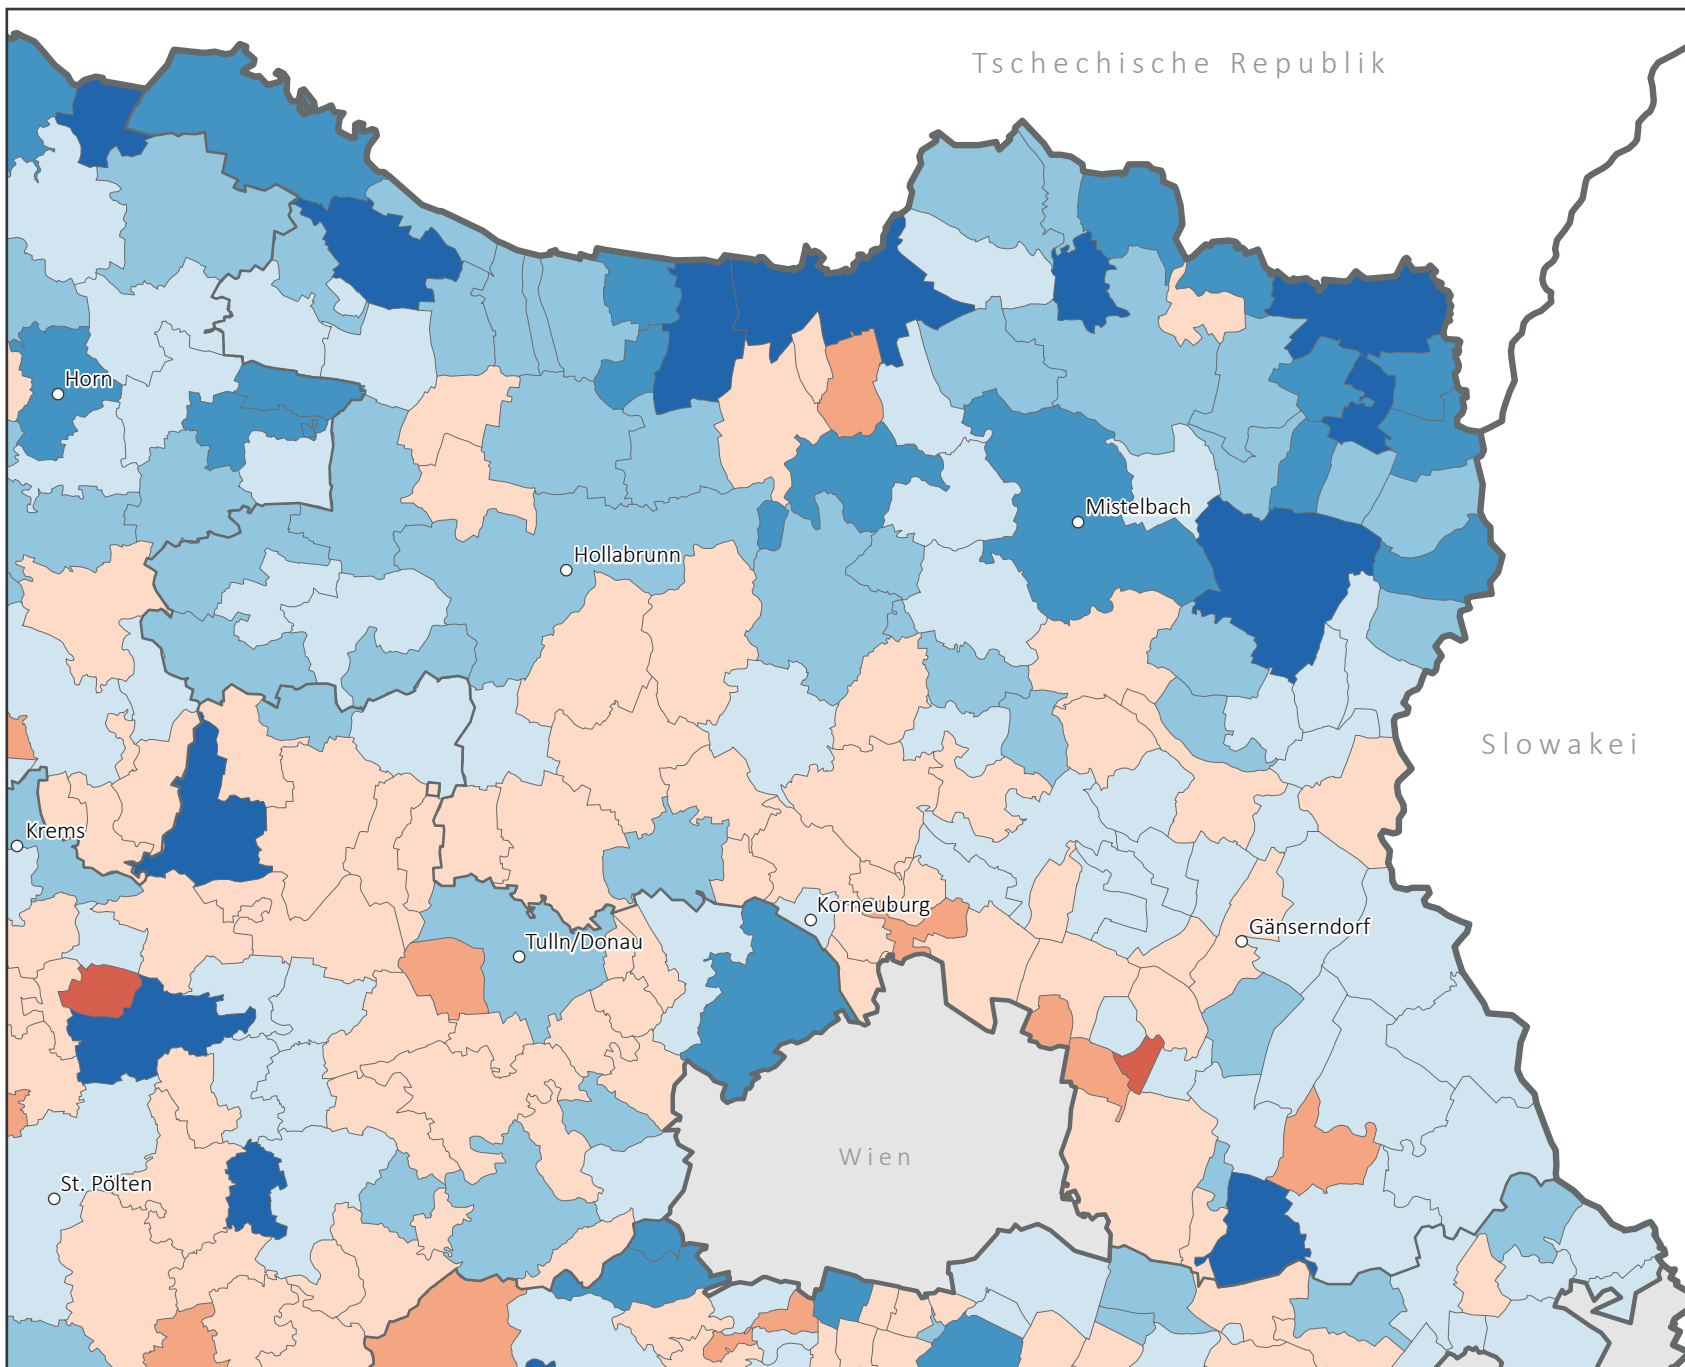 Tschechische Republik
Horn
Mistelbach
Hollabrunn
Slowakei
Krems
Korneuburg
Gänserndorf
Tulln/Donau
Wien
St. Pölten